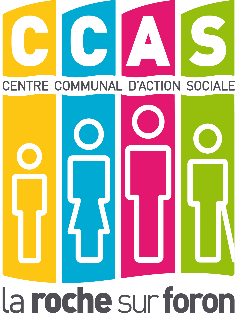 CCAS
CENTRE COMMUNAL D'ACTION SOCIALE
la roche sur foron